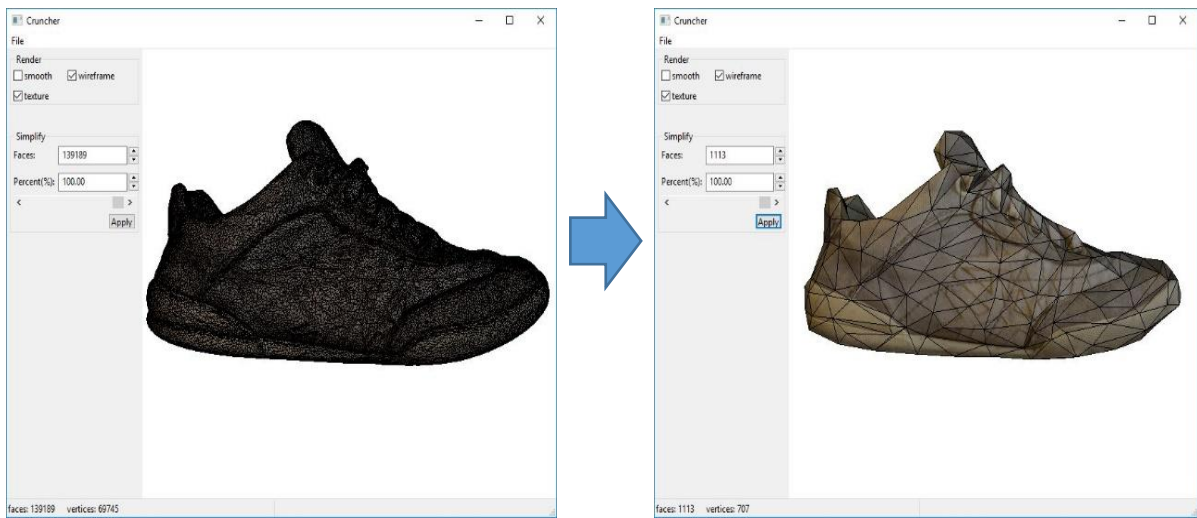 Cruncher
File
Render
smooth wireframe
texture
Simplify
Faces: 139189
Percent(%): 100.00
< >
Apply
faces: 139189 vertices: 69745
Cruncher
File
Render
smooth wireframe
texture
Simplify
Faces: 1113
Percent(%): 100.00
< >
Apply
faces: 1113 vertices: 707